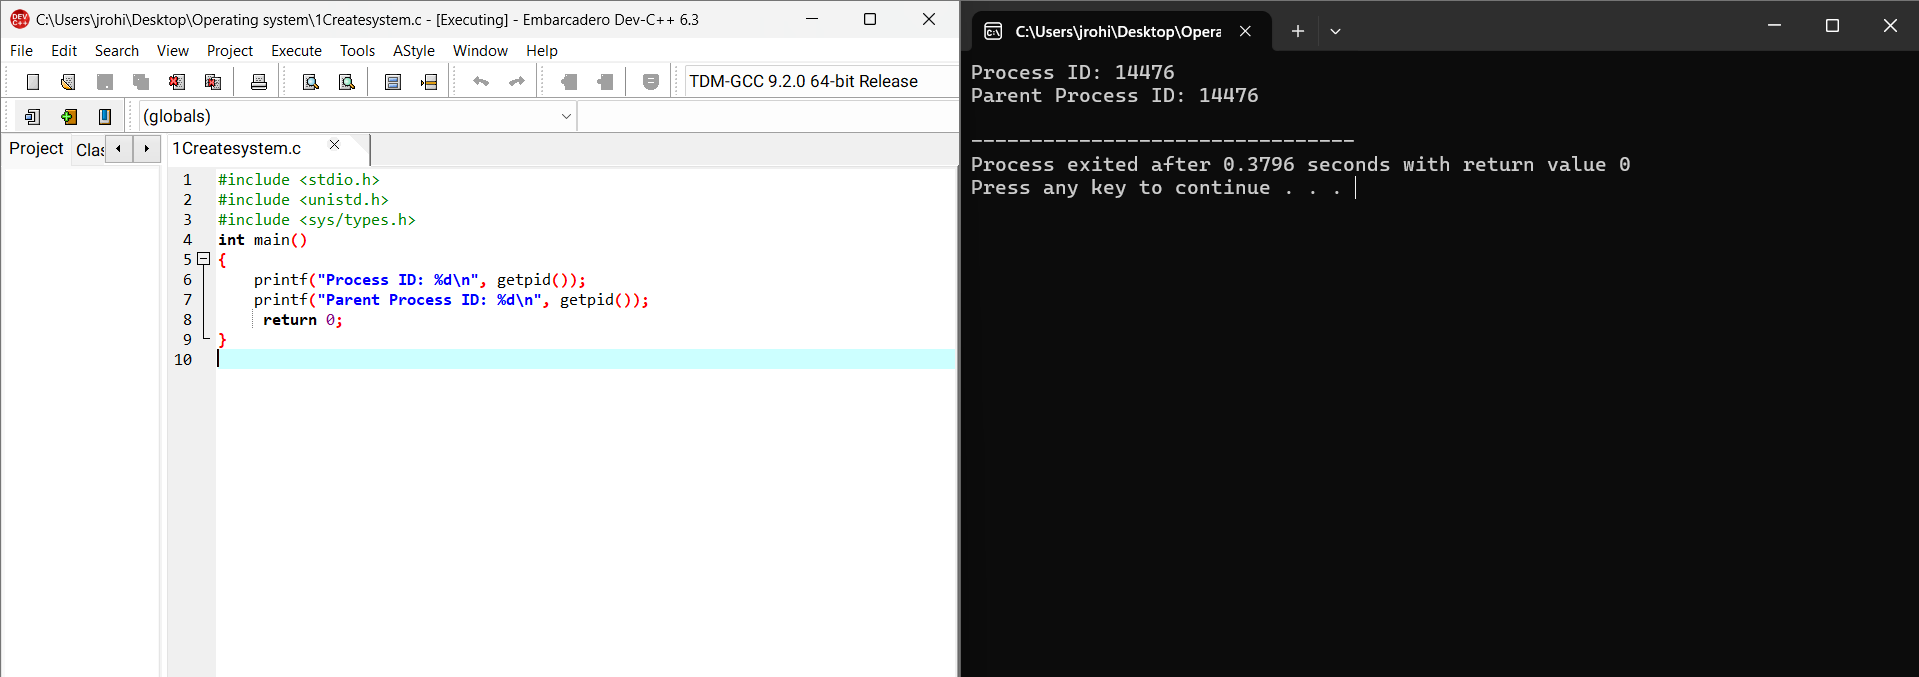 C:\Users\jrohi\Desktop\Operating system\1Createsystem.c - [Executing] - Embarcadero Dev-C++ 6.3
File Edit Search View Project Execute Tools AStyle Window Help
TDM-GCC 9.2.0 64-bit Release
(globals)
Project Clas
1Createsystem.c
1 #include <stdio.h>
2 #include <unistd.h>
3 #include <sys/types.h>
4 int main()
5 {
6     printf("Process ID: %d\n", getpid());
7     printf("Parent Process ID: %d\n", getpid());
8      return 0;
9 }
10
C:\Users\jrohi\Desktop\Opera
Process ID: 14476
Parent Process ID: 14476
--------------------------------
Process exited after 0.3796 seconds with return value 0
Press any key to continue . . .